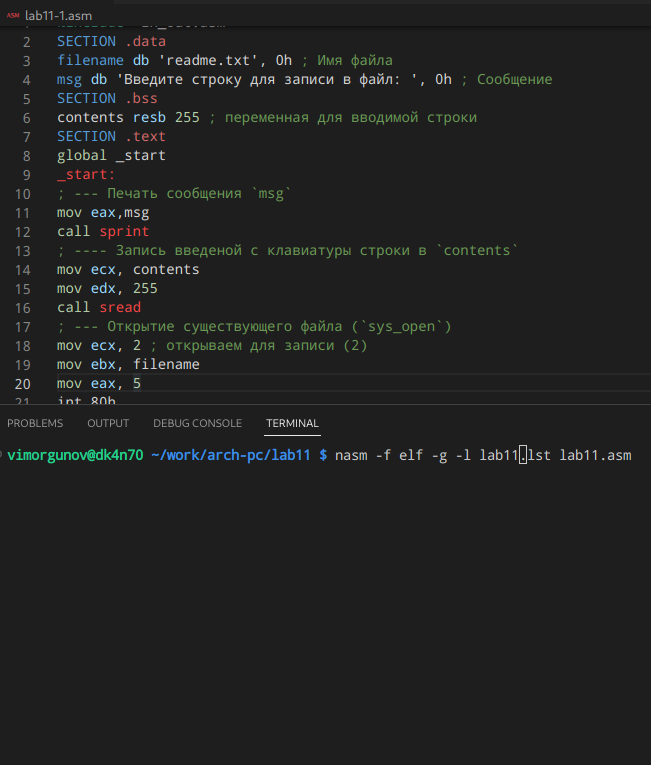 ASM lab11-1.asm
2 SECTION .data
3 filename db 'readme.txt', 0h ; Имя файла
4 msg db 'Введите строку для записи в файл: ', 0h ; Сообщение
5 SECTION .bss
6 contents resb 255 ; переменная для вводимой строки
7 SECTION .text
8 global _start
9 _start:
10 ; --- Печать сообщения `msg`
11 mov eax,msg
12 call sprint
13 ; ---- Запись введеной с клавиатуры строки в `contents`
14 mov ecx, contents
15 mov edx, 255
16 call sread
17 ; --- Открытие существующего файла (`sys_open`)
18 mov ecx, 2 ; открываем для записи (2)
19 mov ebx, filename
20 mov eax, 5
21 int 80h
PROBLEMS OUTPUT DEBUG CONSOLE TERMINAL
vimorgunov@dk4n70 ~/work/arch-pc/lab11 $ nasm -f elf -g -l lab11.lst lab11.asm